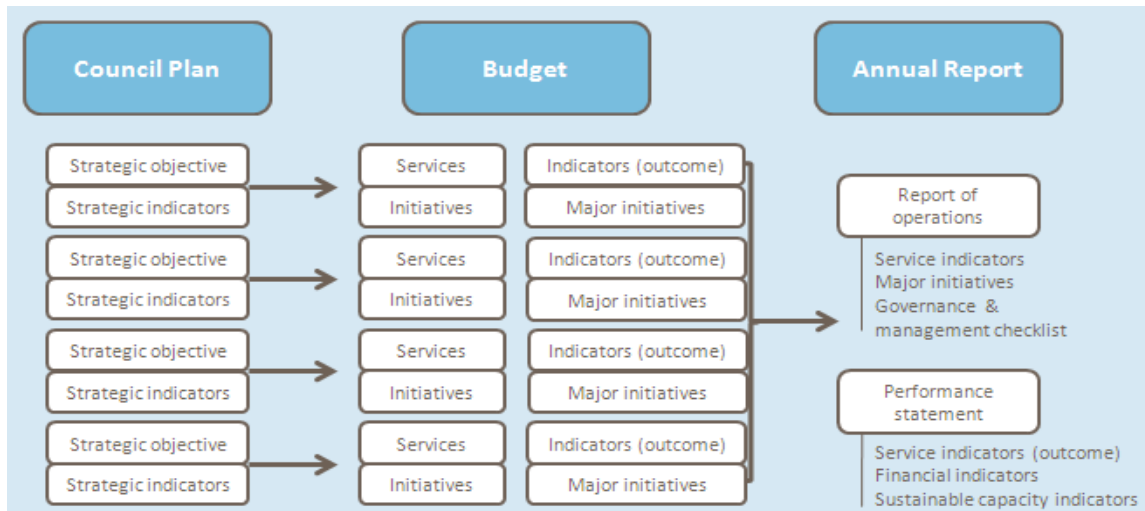 Council Plan
Budget
Annual Report
Strategic objective
Strategic indicators
Services
Initiatives
Indicators (outcome)
Major initiatives
Strategic objective
Strategic indicators
Services
Initiatives
Indicators (outcome)
Major initiatives
Strategic objective
Strategic indicators
Services
Initiatives
Indicators (outcome)
Major initiatives
Strategic objective
Strategic indicators
Services
Initiatives
Indicators (outcome)
Major initiatives
Report of
operations
Service indicators
Major initiatives
Governance &
management checklist
Performance
statement
Service indicators (outcome)
Financial indicators
Sustainable capacity indicators